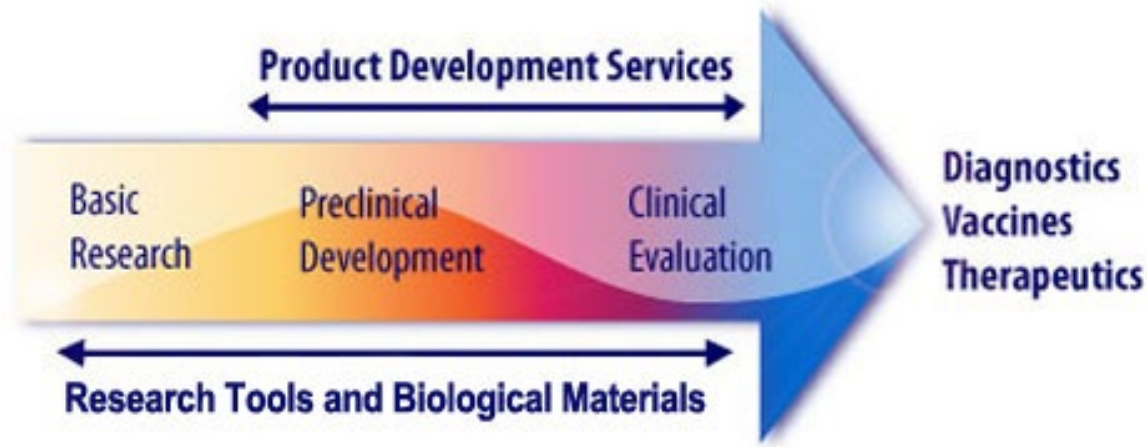 Product Development Services
Basic
Research
Preclinical
Development
Clinical
Evaluation
Diagnostics
Vaccines
Therapeutics
Research Tools and Biological Materials